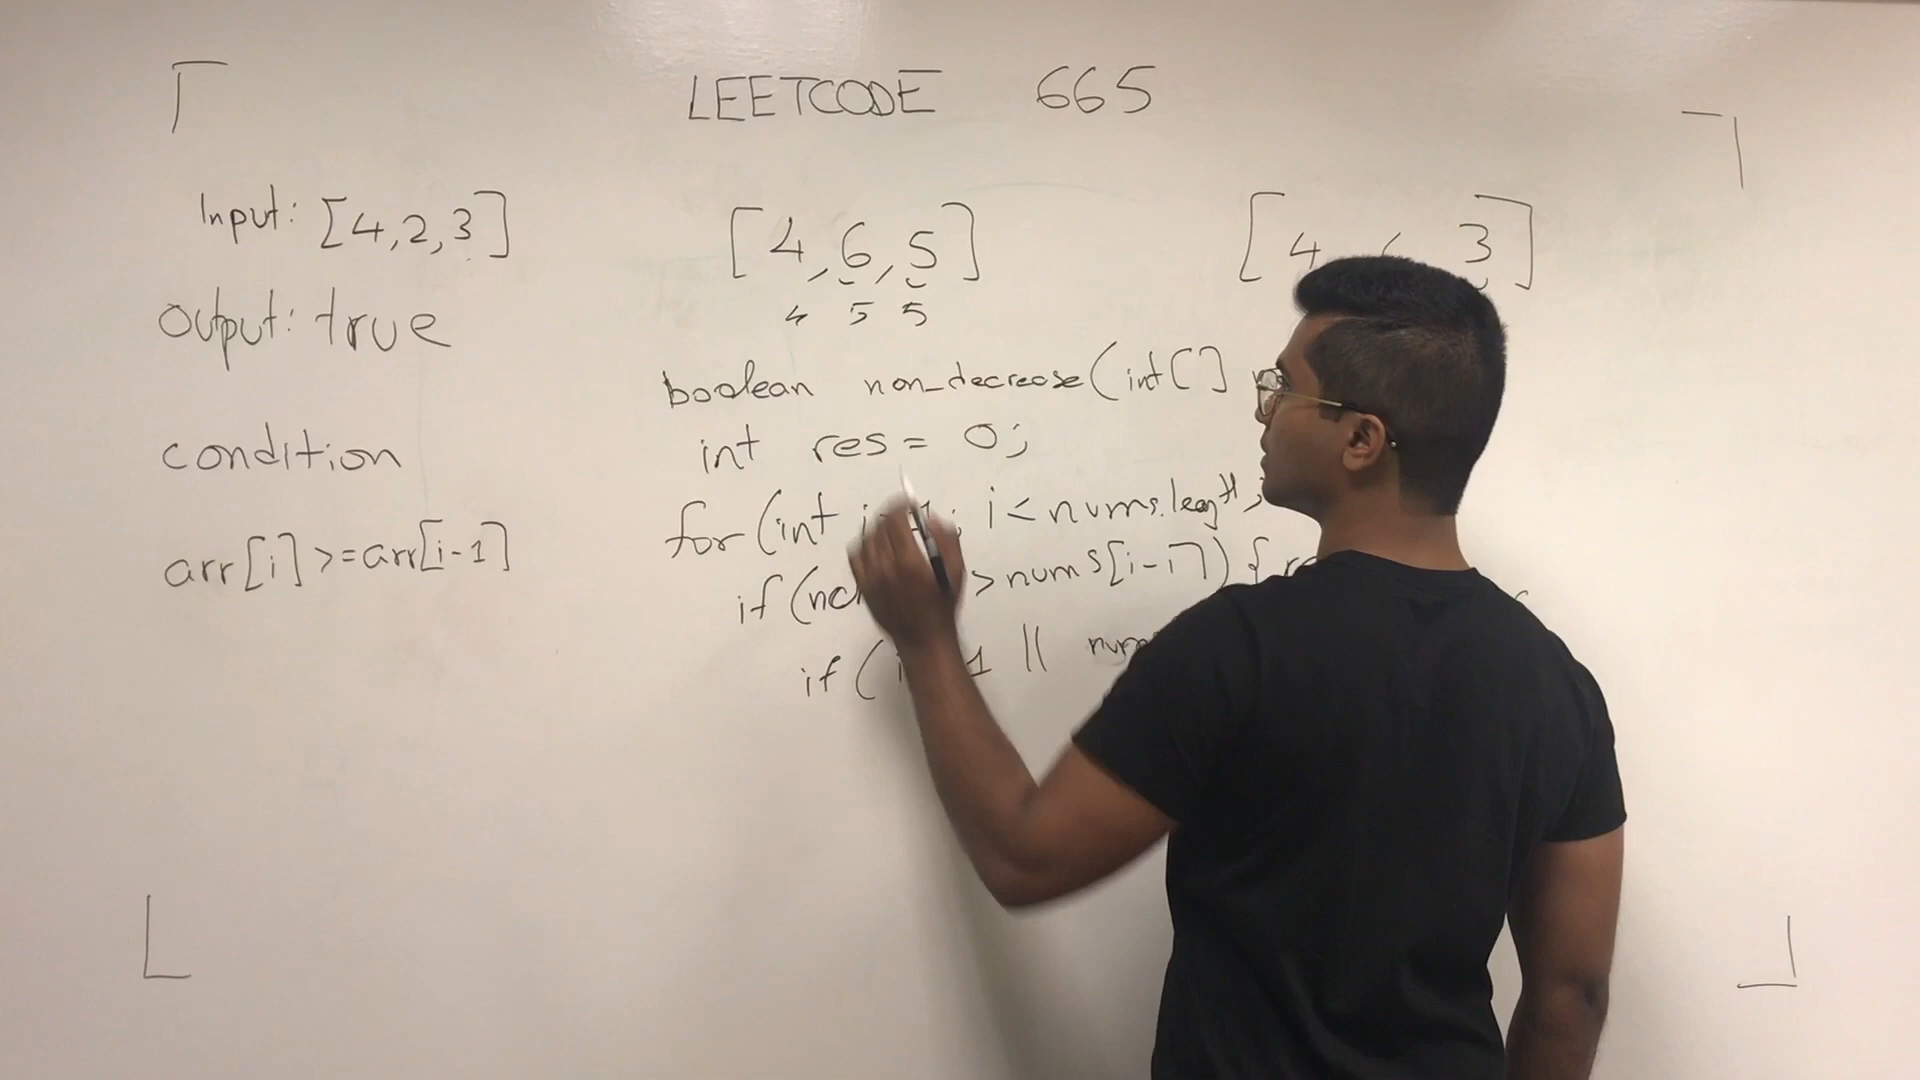 LEETCODE 665
Input: [4,2,3]
output: true
condition
arr[i] >= arr[i-1]
[4,6,5]
4 5 5
[4 3]
boolean non_decrease(int[]
int res = 0;
for(int i=1; i<nums.length;
if( >nums[i-1]) {
if( 1 ||